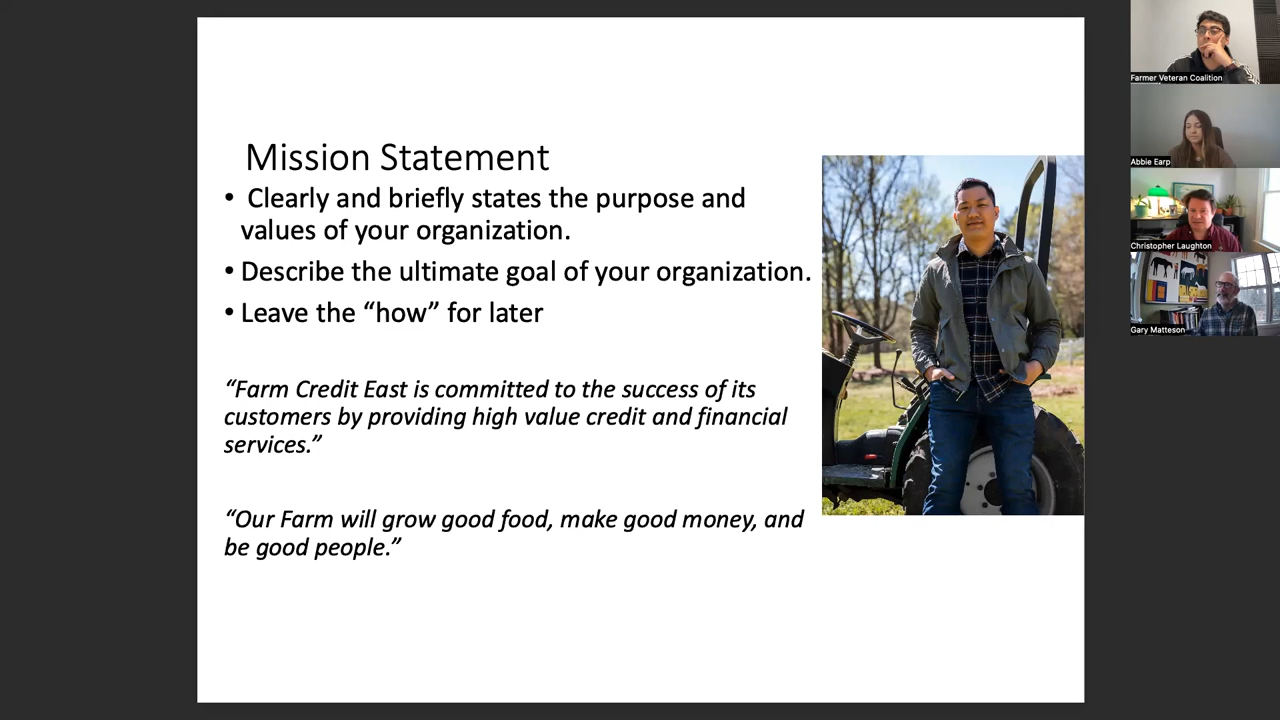 Mission Statement
• Clearly and briefly states the purpose and
values of your organization.
• Describe the ultimate goal of your organization.
• Leave the “how” for later
“Farm Credit East is committed to the success of its
customers by providing high value credit and financial
services.”
“Our Farm will grow good food, make good money, and
be good people.”
Farmer Veteran Coalition
Abbie Earp
Christopher Laughton
Gary Matteson